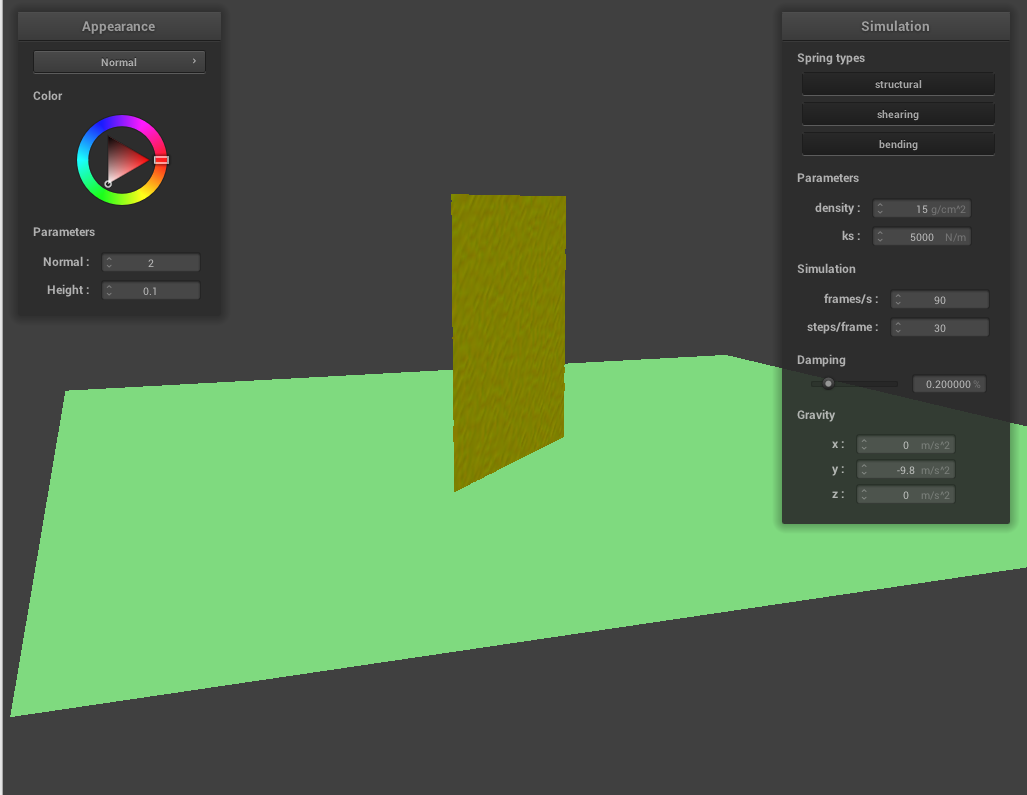 Appearance
Normal
Color
Parameters
Normal : 2
Height : 0.1
Simulation
Spring types
structural
shearing
bending
Parameters
density : 15 g/cm^2
ks : 5000 N/m
Simulation
frames/s : 90
steps/frame : 30
Damping
0.200000 %
Gravity
x : 0 m/s^2
y : -9.8 m/s^2
z : 0 m/s^2